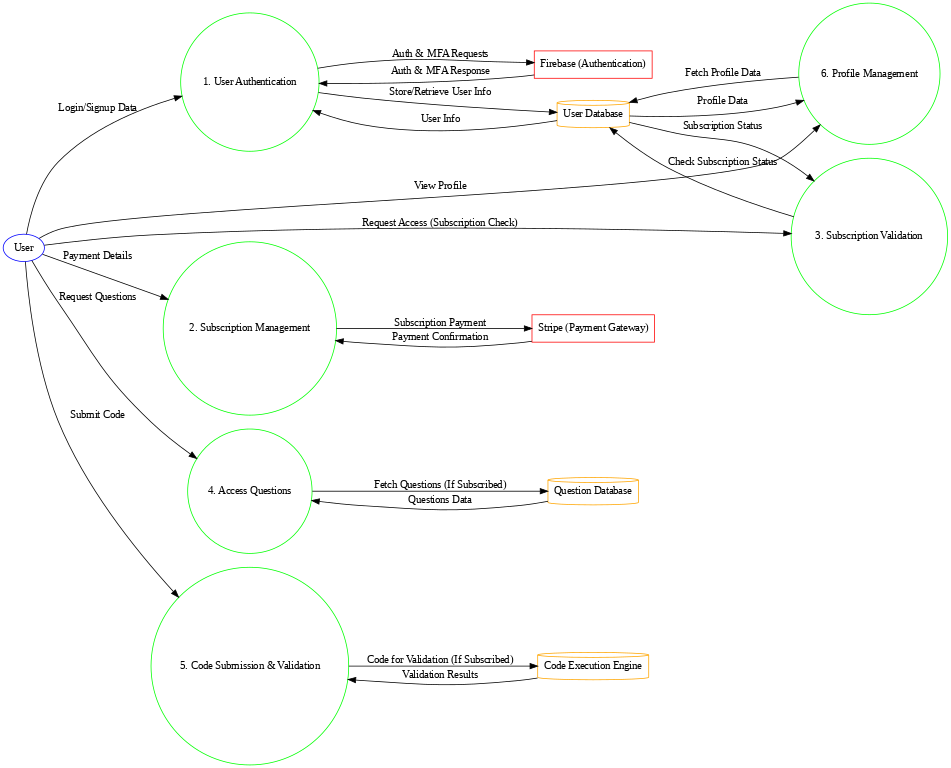 1. User Authentication
Auth & MFA Requests
Auth & MFA Response
Firebase (Authentication)
Store/Retrieve User Info
User Info
User Database
Fetch Profile Data
Profile Data
Subscription Status
Check Subscription Status
6. Profile Management
Login/Signup Data
View Profile
Request Access (Subscription Check)
3. Subscription Validation
User
Payment Details
Request Questions
Submit Code
2. Subscription Management
Subscription Payment
Payment Confirmation
Stripe (Payment Gateway)
4. Access Questions
Fetch Questions (If Subscribed)
Questions Data
Question Database
5. Code Submission & Validation
Code for Validation (If Subscribed)
Validation Results
Code Execution Engine